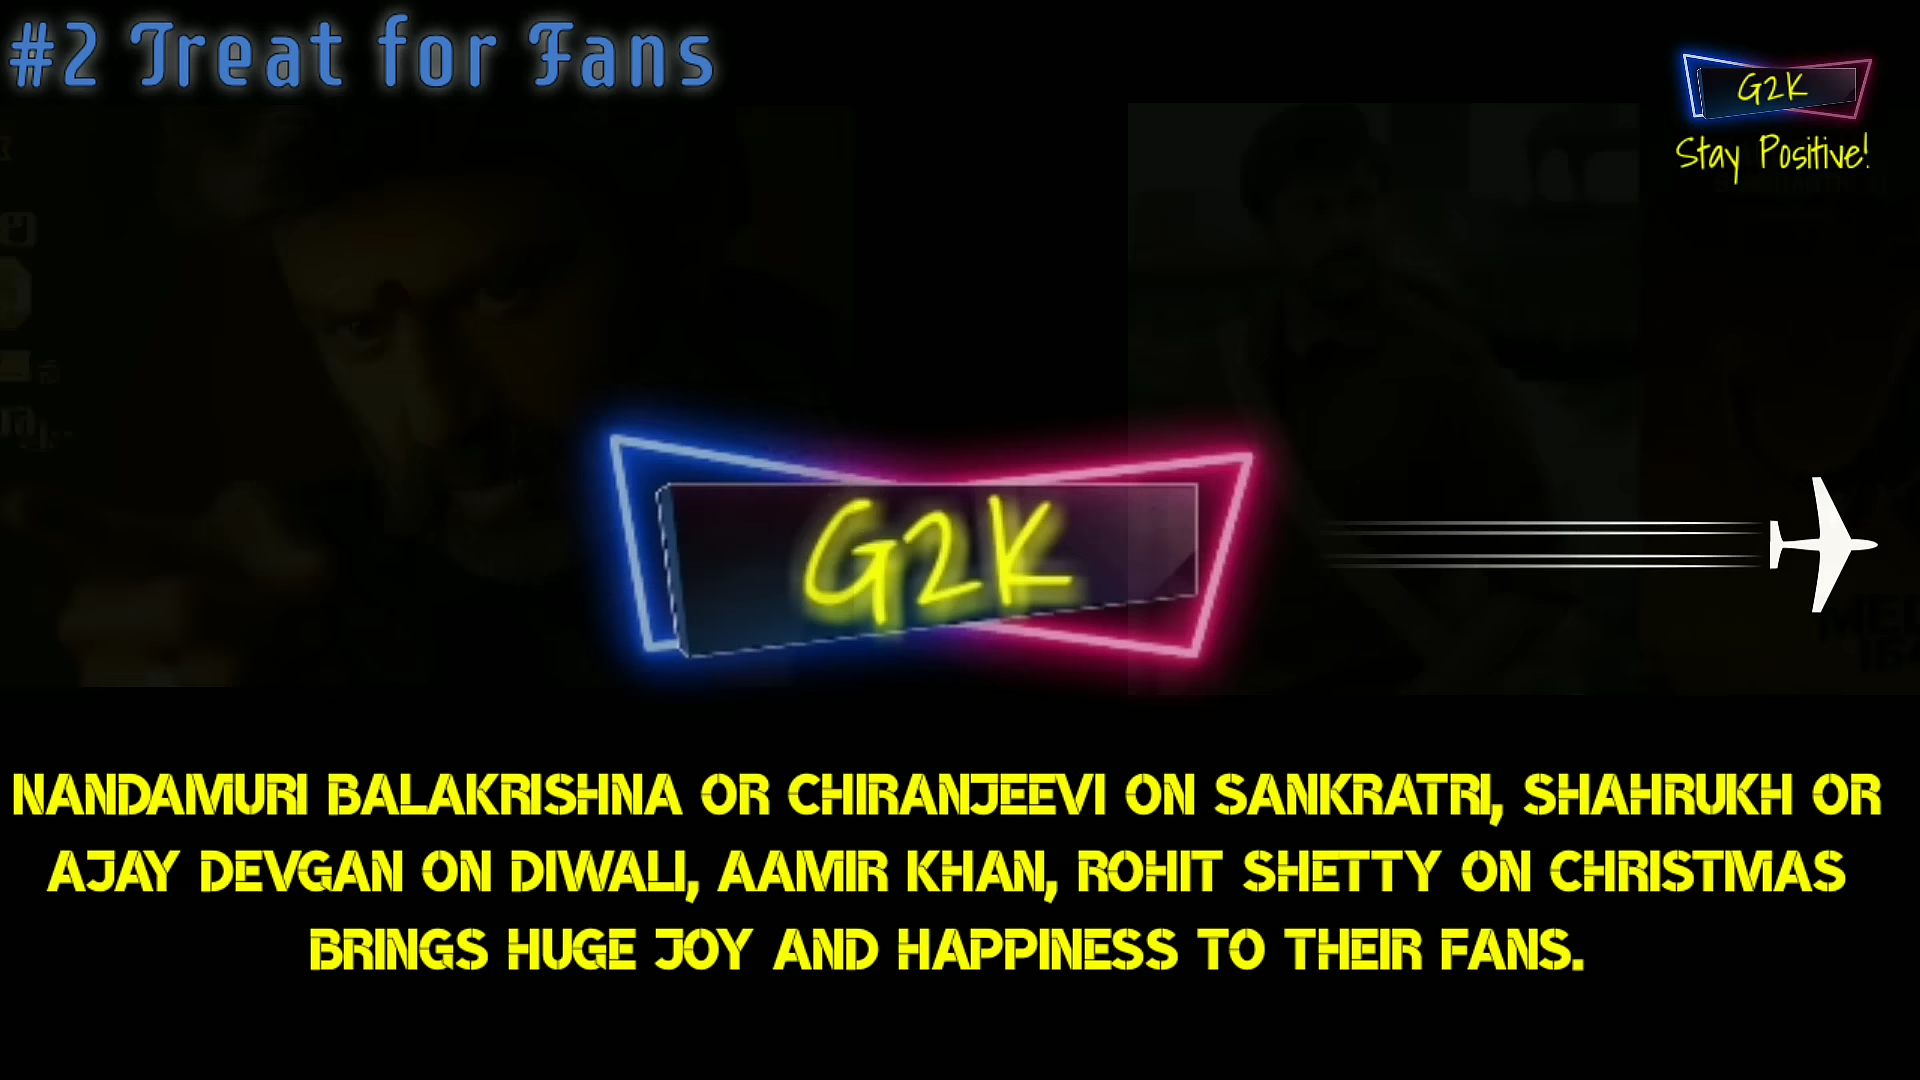 #2 Treat for Fans
G2K
Stay Positive!
G2K
NANDAMURI BALAKRISHNA OR CHIRANJEEVI ON SANKRATRI, SHAHRUKH OR
AJAY DEVGAN ON DIWALI, AAMIR KHAN, ROHIT SHETTY ON CHRISTMAS
BRINGS HUGE JOY AND HAPPINESS TO THEIR FANS.